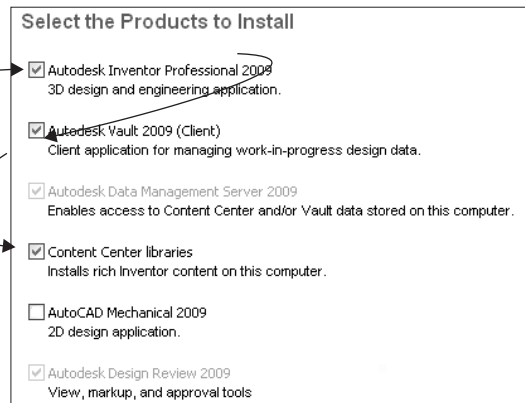 Select the Products to Install
Autodesk Inventor Professional 2009
3D design and engineering application.
Autodesk Vault 2009 (Client)
Client application for managing work-in-progress design data.
Autodesk Data Management Server 2009
Enables access to Content Center and/or Vault data stored on this computer.
Content Center libraries
Installs rich Inventor content on this computer.
AutoCAD Mechanical 2009
2D design application.
Autodesk Design Review 2009
View, markup, and approval tools